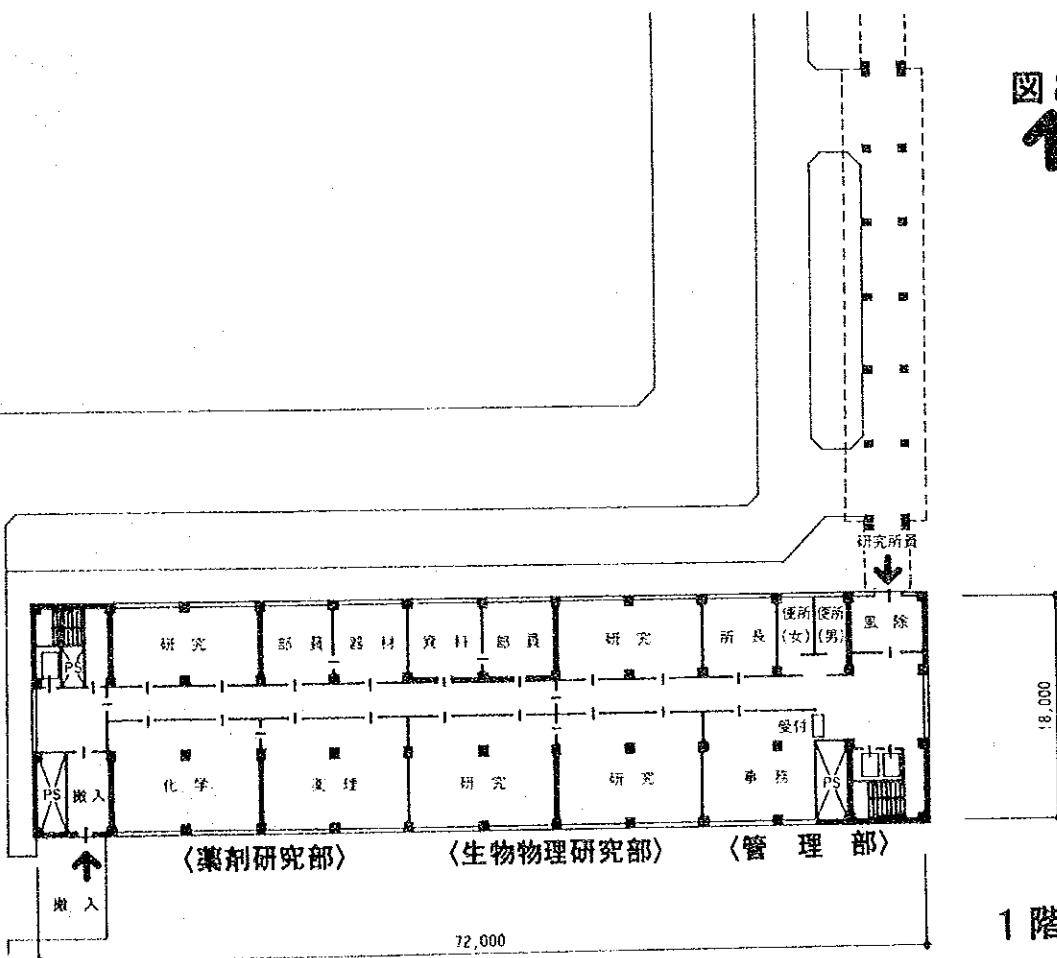 図
研究所員
研究
部員
器材
資料
部員
研究
所長
便所
(女)
便所
(男)
風除
PS
受付
PS
搬入
化学
薬理
研究
研究
事務
PS
18,000
〈薬剤研究部〉
〈生物物理研究部〉
〈管理部〉
搬入
72,000
1階